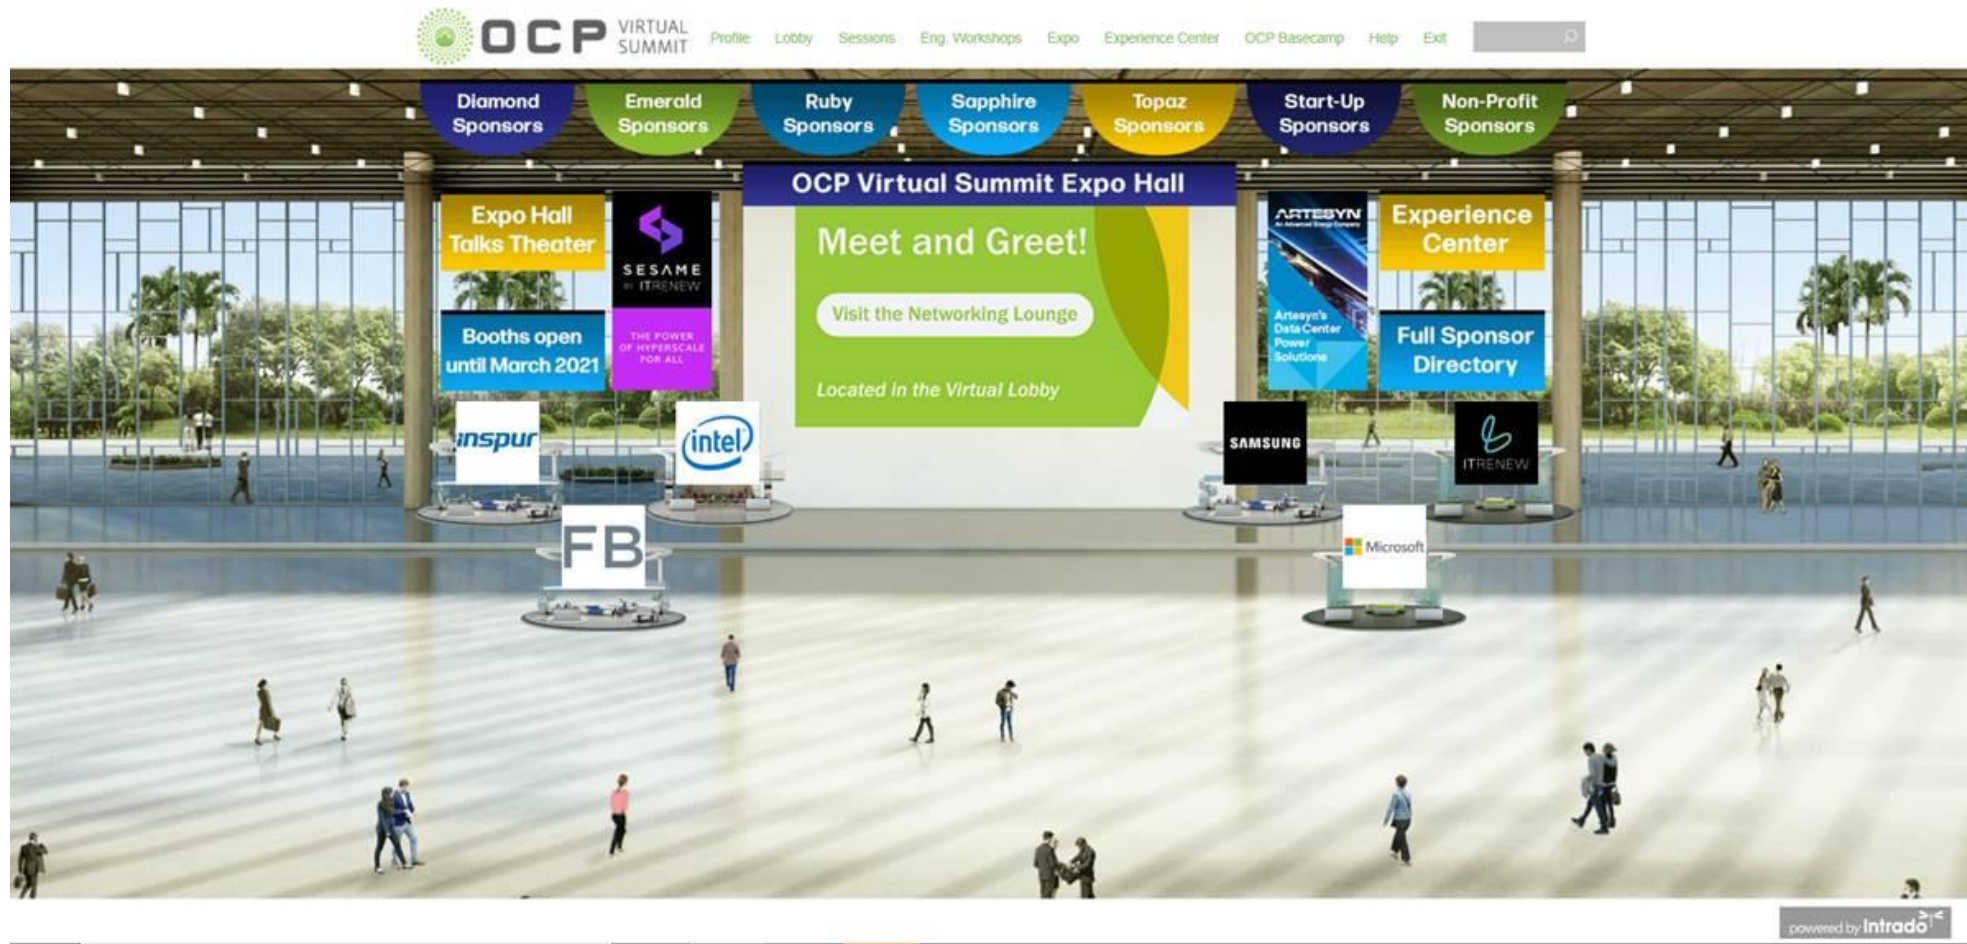 OCP VIRTUAL
SUMMIT
Profile Lobby Sessions Eng. Workshops Expo Experience Center OCP Basecamp Help Exit
Diamond
Sponsors
Emerald
Sponsors
Ruby
Sponsors
Sapphire
Sponsors
Topaz
Sponsors
Start-Up
Sponsors
Non-Profit
Sponsors
OCP Virtual Summit Expo Hall
Expo Hall
Talks Theater
SESAME
BY ITRENEW
THE POWER
OF HYPERSCALE
FOR ALL
Booths open
until March 2021
Meet and Greet!
Visit the Networking Lounge
Located in the Virtual Lobby
ARTESYN
An Advanced Energy Company
Artesyn's
Data Center
Power
Solutions
Experience
Center
Full Sponsor
Directory
inspur
intel
SAMSUNG
ITRENEW
FB
Microsoft
powered by Intrado